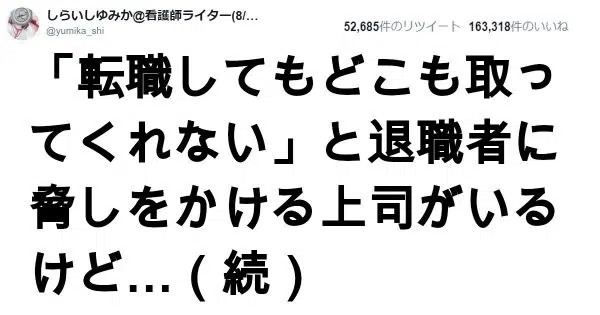 しらいしゆみか@看護師ライター(8/...
@yumika_shi
52,685件のリツイート 163,318件のいいね
「転職してもどこも取っ
てくれない」と退職者に
脅しをかける上司がいる
けど…（続）